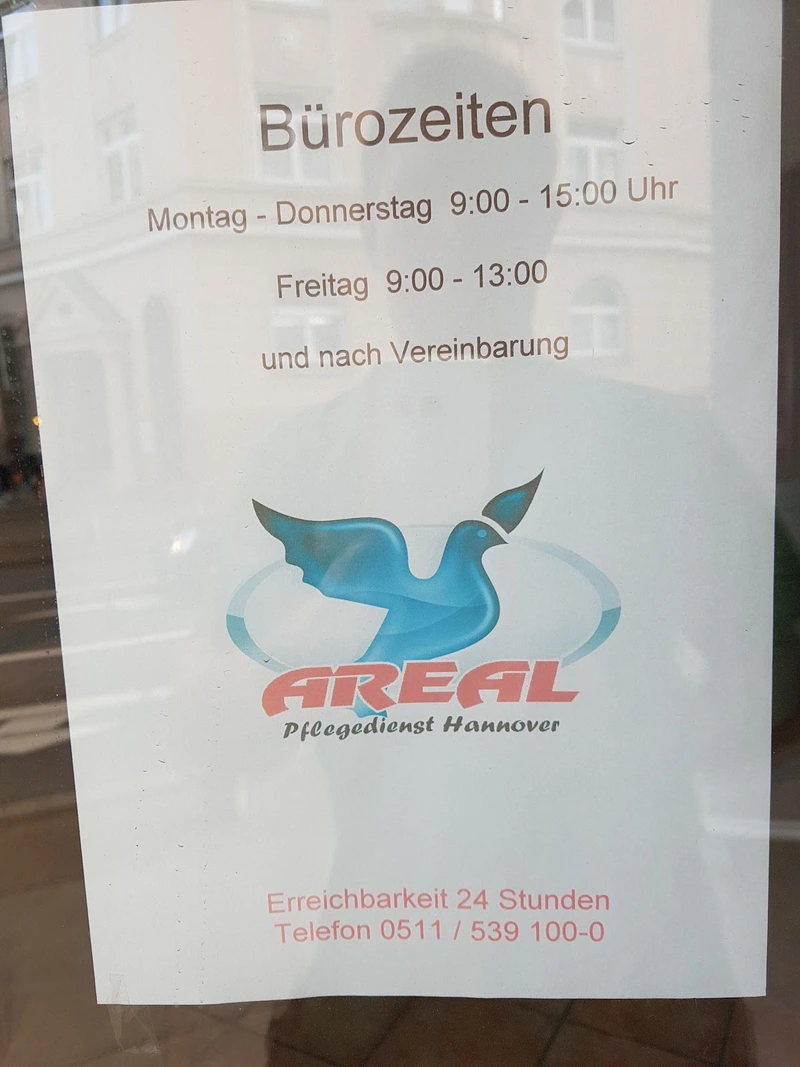 Bürozeiten
Montag - Donnerstag 9:00 - 15:00 Uhr
Freitag 9:00 - 13:00
und nach Vereinbarung
AREAL
Pflegedienst Hannover
Erreichbarkeit 24 Stunden
Telefon 0511 / 539 100-0